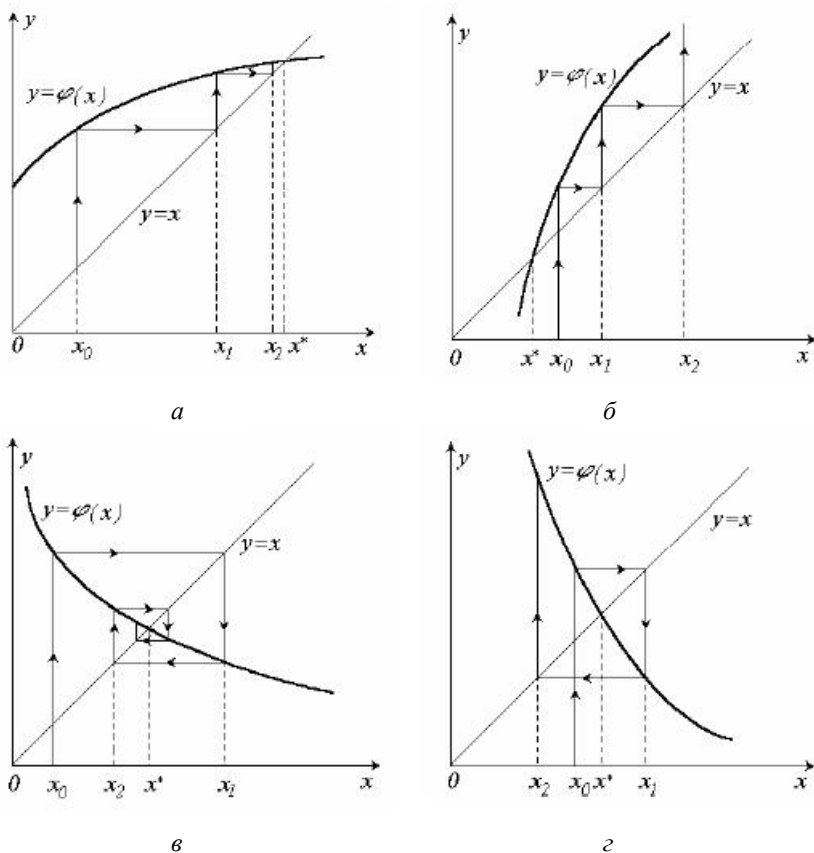 y
y=φ(x)
y=x
0 x₀ x₁ x₂ x* x
а
y
y=φ(x)
y=x
0 x* x₀ x₁ x₂ x
б
y
y=φ(x)
y=x
0 x₀ x₂ x* x₁ x
в
y
y=φ(x)
y=x
0 x₂ x₀ x* x₁ x
г